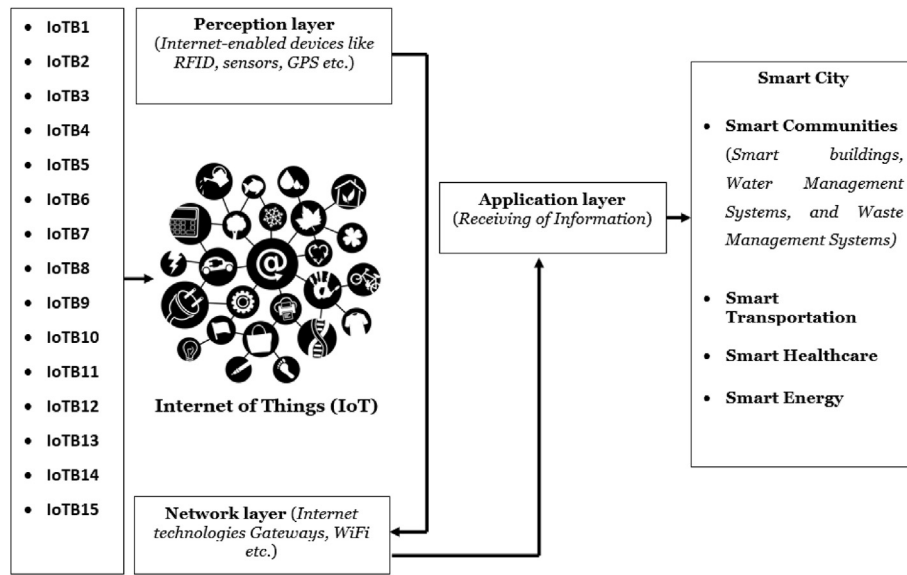 • IoTB1
• IoTB2
• IoTB3
• IoTB4
• IoTB5
• IoTB6
• IoTB7
• IoTB8
• IoTB9
• IoTB10
• IoTB11
• IoTB12
• IoTB13
• IoTB14
• IoTB15
Perception layer
(Internet-enabled devices like
RFID, sensors, GPS etc.)
@
Internet of Things (IoT)
Network layer (Internet
technologies Gateways, WiFi
etc.)
Application layer
(Receiving of Information)
Smart City
• Smart Communities
(Smart buildings,
Water Management
Systems, and Waste
Management Systems)
• Smart
Transportation
• Smart Healthcare
• Smart Energy